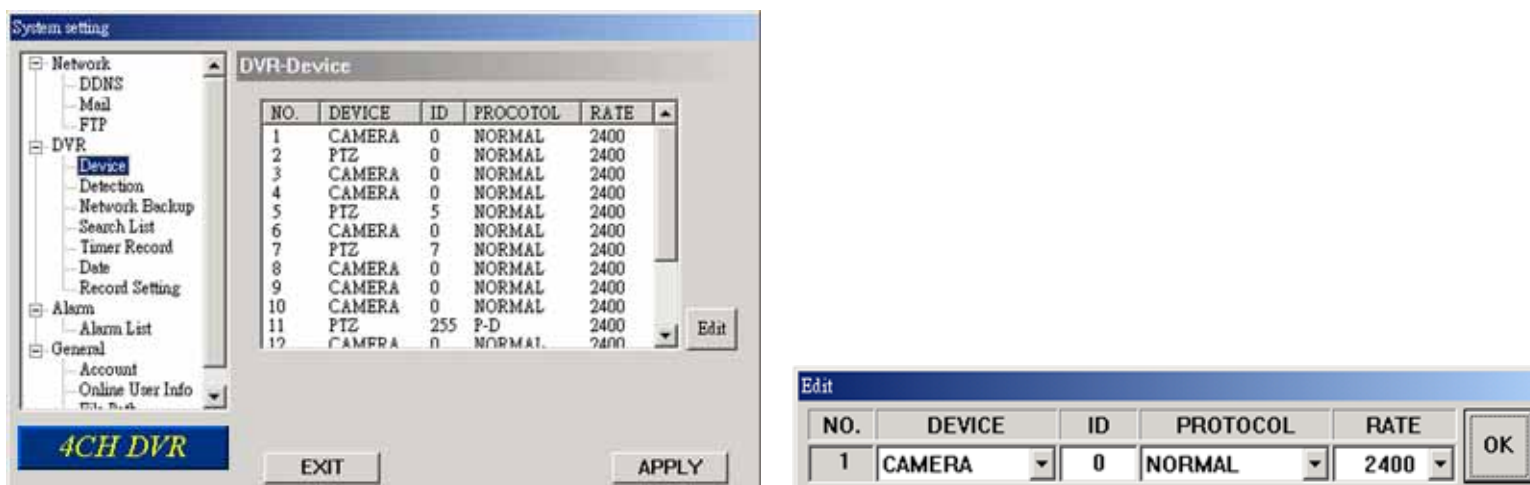 System setting
Network
DDNS
Mail
FTP
DVR
Device
Detection
Network Backup
Search List
Timer Record
Date
Record Setting
Alarm
Alarm List
General
Account
Online User Info
4CH DVR
DVR-Device
NO. DEVICE ID PROCOTOL RATE
1 CAMERA 0 NORMAL 2400
2 PTZ 0 NORMAL 2400
3 CAMERA 0 NORMAL 2400
4 CAMERA 0 NORMAL 2400
5 PTZ 5 NORMAL 2400
6 CAMERA 0 NORMAL 2400
7 PTZ 7 NORMAL 2400
8 CAMERA 0 NORMAL 2400
9 CAMERA 0 NORMAL 2400
10 CAMERA 0 NORMAL 2400
11 PTZ 255 P-D 2400
12 CAMERA 0 NORMAL 2400
Edit
EXIT APPLY
Edit
NO. DEVICE ID PROTOCOL RATE
1 CAMERA 0 NORMAL 2400
OK